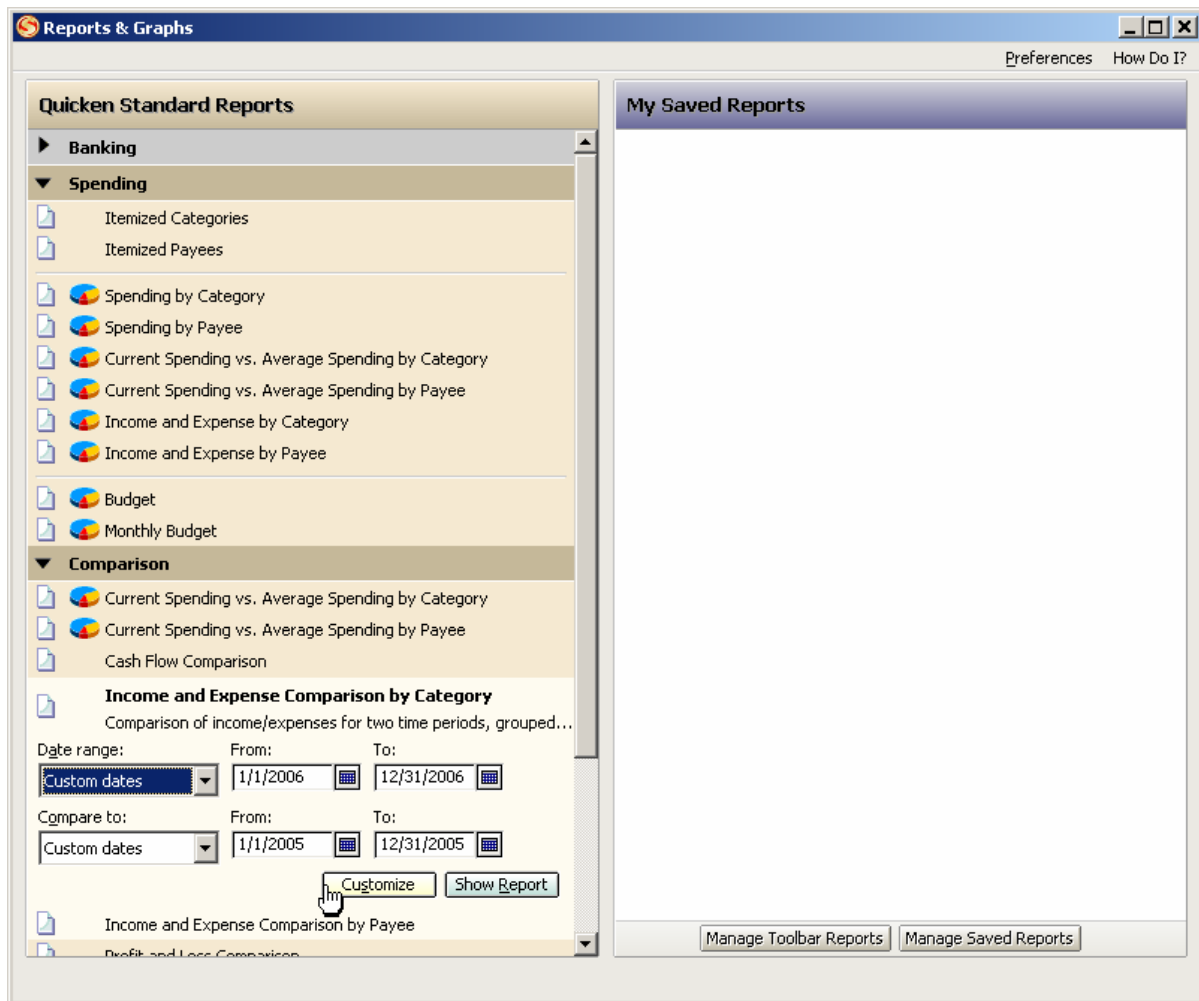 Reports & Graphs
Preferences How Do I?
Quicken Standard Reports
Banking
Spending
Itemized Categories
Itemized Payees
Spending by Category
Spending by Payee
Current Spending vs. Average Spending by Category
Current Spending vs. Average Spending by Payee
Income and Expense by Category
Income and Expense by Payee
Budget
Monthly Budget
Comparison
Current Spending vs. Average Spending by Category
Current Spending vs. Average Spending by Payee
Cash Flow Comparison
Income and Expense Comparison by Category
Comparison of income/expenses for two time periods, grouped...
Date range: From: To:
Custom dates 1/1/2006 12/31/2006
Compare to: From: To:
Custom dates 1/1/2005 12/31/2005
Customize Show Report
Income and Expense Comparison by Payee
Profit and Loss Comparison
My Saved Reports
Manage Toolbar Reports Manage Saved Reports